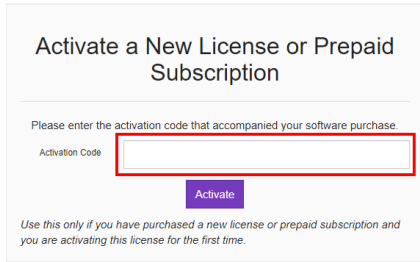 Activate a New License or Prepaid
Subscription
Please enter the activation code that accompanied your software purchase.
Activation Code
Activate
Use this only if you have purchased a new license or prepaid subscription and
you are activating this license for the first time.